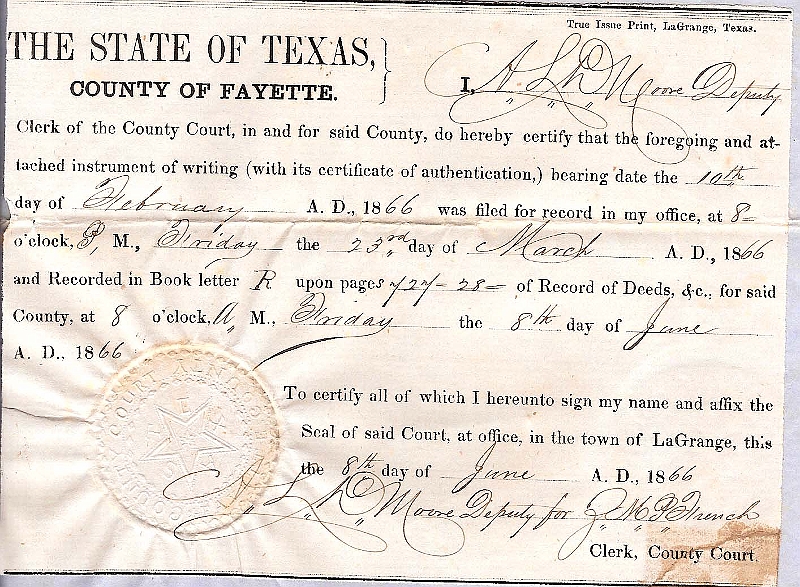 True Issue Print, LaGrange, Texas.
THE STATE OF TEXAS,
COUNTY OF FAYETTE.
I, A. L. D. Moore Deputy
Clerk of the County Court, in and for said County, do hereby certify that the foregoing and at-
tached instrument of writing (with its certificate of authentication,) bearing date the 10th
day of February A. D., 1866 was filed for record in my office, at 8
o'clock, P, M., Friday the 23rd day of March A. D., 1866
and Recorded in Book letter R upon pages 727-28 of Record of Deeds, &c., for said
County, at 8 o'clock, A, M., Friday the 8th day of June
A. D., 1866
To certify all of which I hereunto sign my name and affix the
Seal of said Court, at office, in the town of LaGrange, this
the 8th day of June A. D., 1866
A. L. D. Moore Deputy for French
Clerk, County Court.
COURT